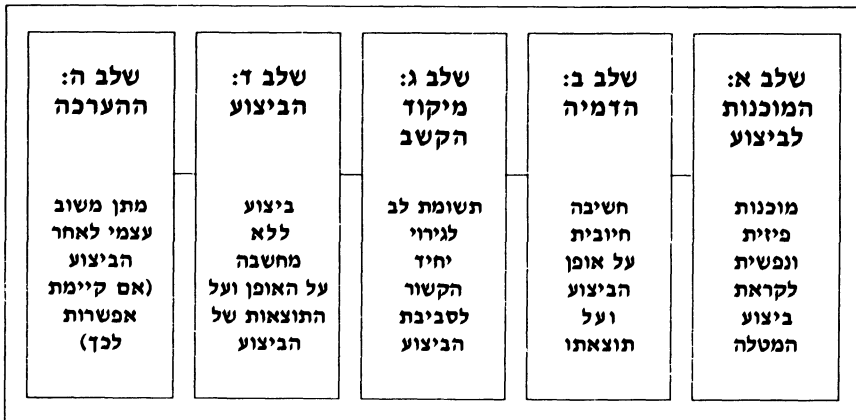 שלב א:
המוכנות
לביצוע
מוכנות
פיזית
ונפשית
לקראת
ביצוע
המטלה
שלב ב:
הדמיה
חשיבה
חיובית
על אופן
הביצוע
ועל
תוצאתו
שלב ג:
מיקוד
הקשב
תשומת לב
לגירוי
יחיד
הקשור
לסביבת
הביצוע
שלב ד:
הביצוע
ביצוע
ללא
מחשבה
על האופן ועל
התוצאות של
הביצוע
שלב ה:
ההערכה
מתן משוב
עצמי לאחר
הביצוע
(אם קיימת
אפשרות
לכך)